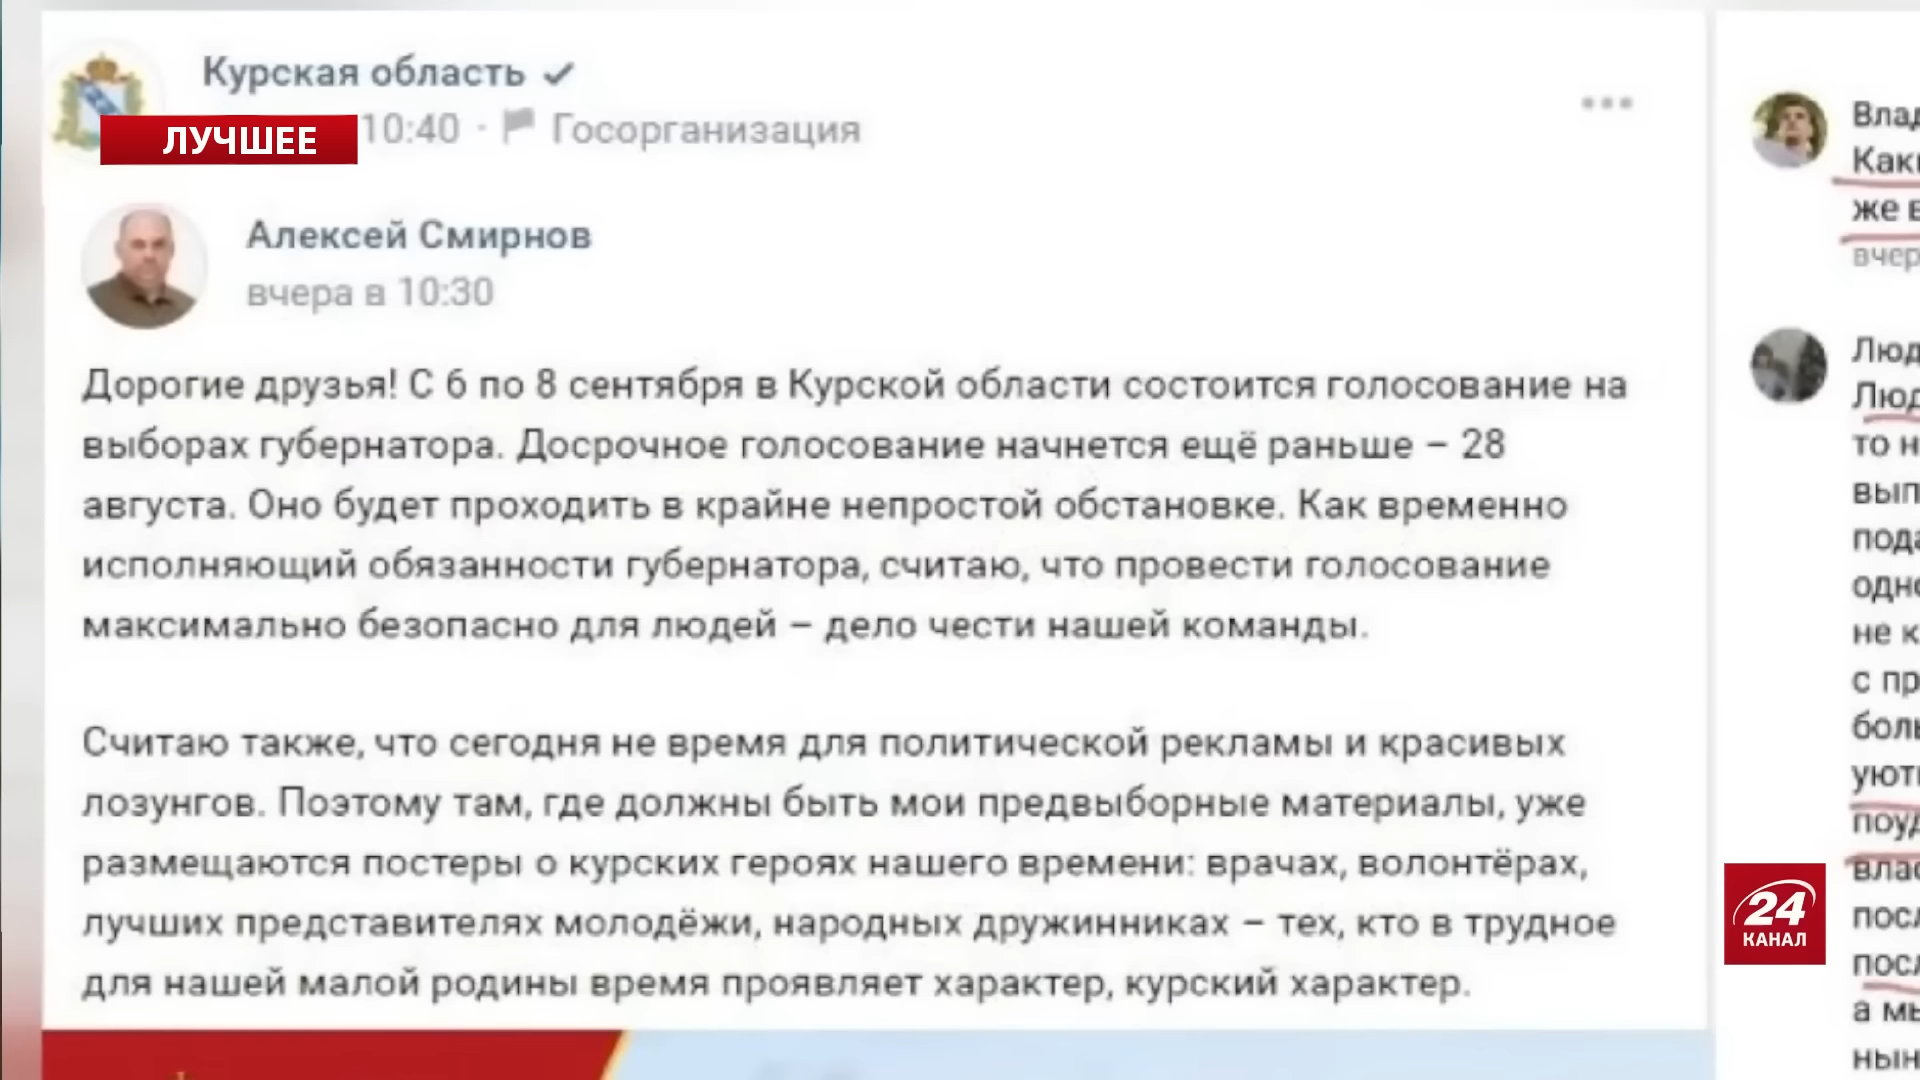 Курская область
ЛУЧШЕЕ
10:40 · Госорганизация
Алексей Смирнов
вчера в 10:30
Дорогие друзья! С 6 по 8 сентября в Курской области состоится голосование на
выборах губернатора. Досрочное голосование начнется ещё раньше – 28
августа. Оно будет проходить в крайне непростой обстановке. Как временно
исполняющий обязанности губернатора, считаю, что провести голосование
максимально безопасно для людей – дело чести нашей команды.
Считаю также, что сегодня не время для политической рекламы и красивых
лозунгов. Поэтому там, где должны быть мои предвыборные материалы, уже
размещаются постеры о курских героях нашего времени: врачах, волонтёрах,
лучших представителях молодёжи, народных дружинниках – тех, кто в трудное
для нашей малой родины время проявляет характер, курский характер.
же
то
не
с
а
24
КАНАЛ